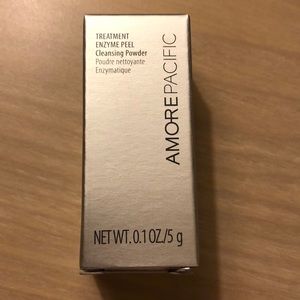 TREATMENT
ENZYME PEEL
Cleansing Powder
Poudre nettoyante
Enzymatique
AMOREPACIFIC
NET WT. 0.1 OZ./5 g